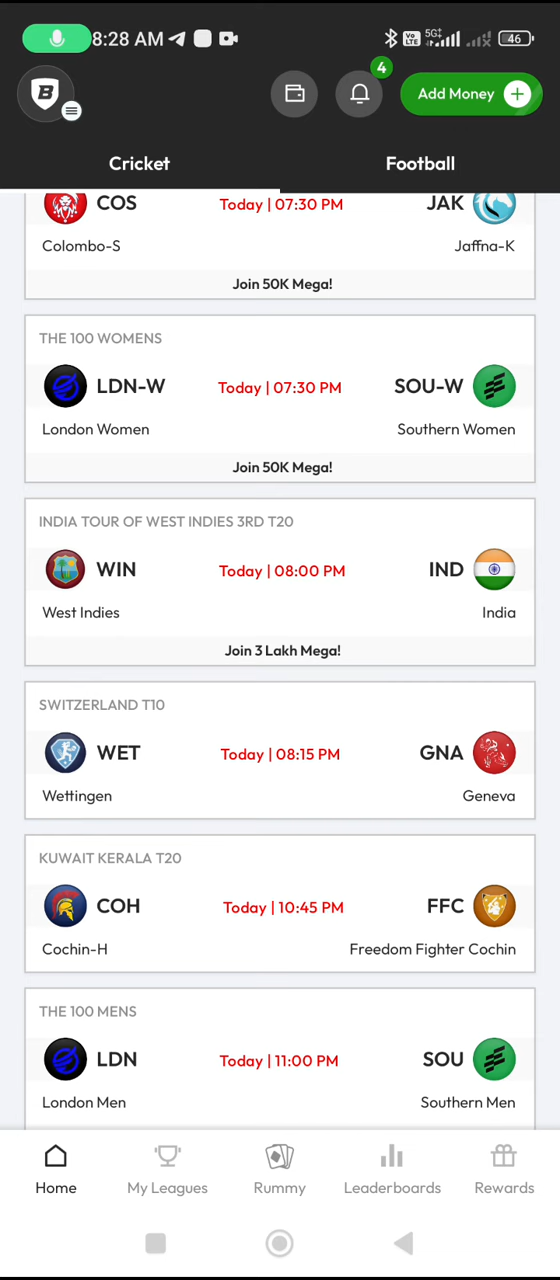 8:28 AM
Vo LTE 5G 46
B
4
Add Money
Cricket Football
COS Today | 07:30 PM JAK
Colombo-S Jaffna-K
Join 50K Mega!
THE 100 WOMENS
LDN-W Today | 07:30 PM SOU-W
London Women Southern Women
Join 50K Mega!
INDIA TOUR OF WEST INDIES 3RD T20
WIN Today | 08:00 PM IND
West Indies India
Join 3 Lakh Mega!
SWITZERLAND T10
WET Today | 08:15 PM GNA
Wettingen Geneva
KUWAIT KERALA T20
COH Today | 10:45 PM FFC
Cochin-H Freedom Fighter Cochin
THE 100 MENS
LDN Today | 11:00 PM SOU
London Men Southern Men
Home My Leagues Rummy Leaderboards Rewards